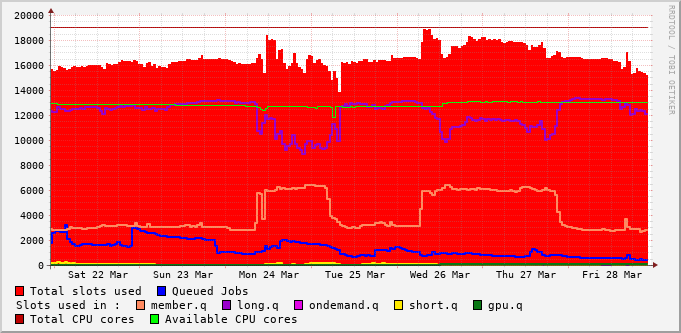 20000
18000
16000
14000
12000
10000
8000
6000
4000
2000
0
Sat 22 Mar Sun 23 Mar Mon 24 Mar Tue 25 Mar Wed 26 Mar Thu 27 Mar Fri 28 Mar
Total slots used Queued Jobs
Slots used in : member.q long.q ondemand.q short.q gpu.q
Total CPU cores Available CPU cores
RRDTOOL / TOBI OETIKER